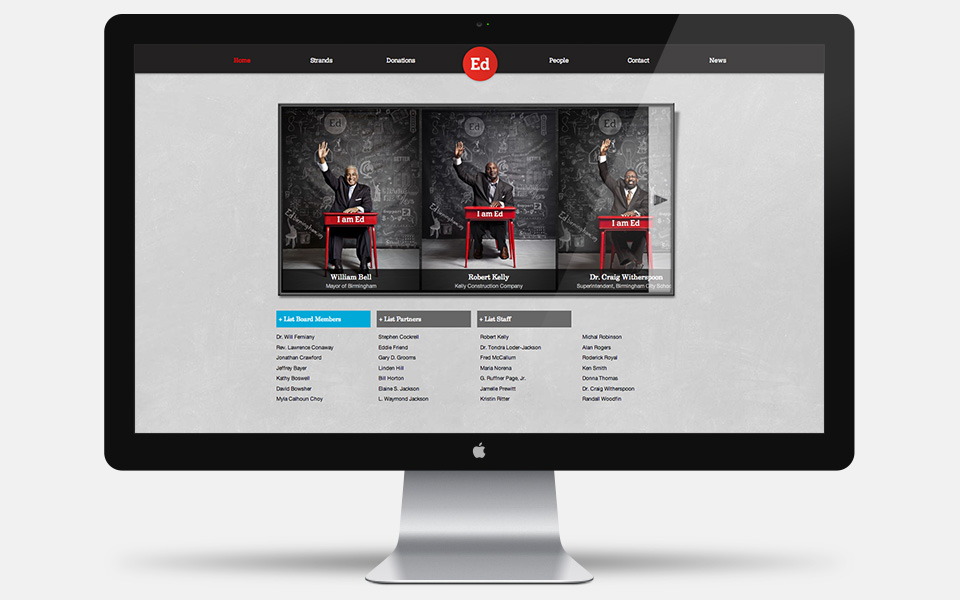 Home Strands Donations Ed People Contact News
Ed Ed Ed
I am Ed I am Ed I am Ed
William Bell Robert Kelly Dr. Craig Witherspoon
Mayor of Birmingham Kelly Construction Company Superintendent, Birmingham City School
+ List Board Members + List Partners + List Staff
Dr. Will Ferniany Stephen Cockrell Robert Kelly Michal Robinson
Rev. Lawrence Conaway Eddie Friend Dr. Tondra Loder-Jackson Alan Rogers
Jonathan Crawford Gary D. Grooms Fred McCallum Roderick Royal
Jeffrey Bayer Linden Hill Maria Norena Ken Smith
Kathy Boswell Bill Horton G. Ruffner Page, Jr. Donna Thomas
David Bowsher Elaine S. Jackson Jamelle Prewitt Dr. Craig Witherspoon
Myla Calhoun Choy L. Waymond Jackson Kristin Ritter Randall Woodfin